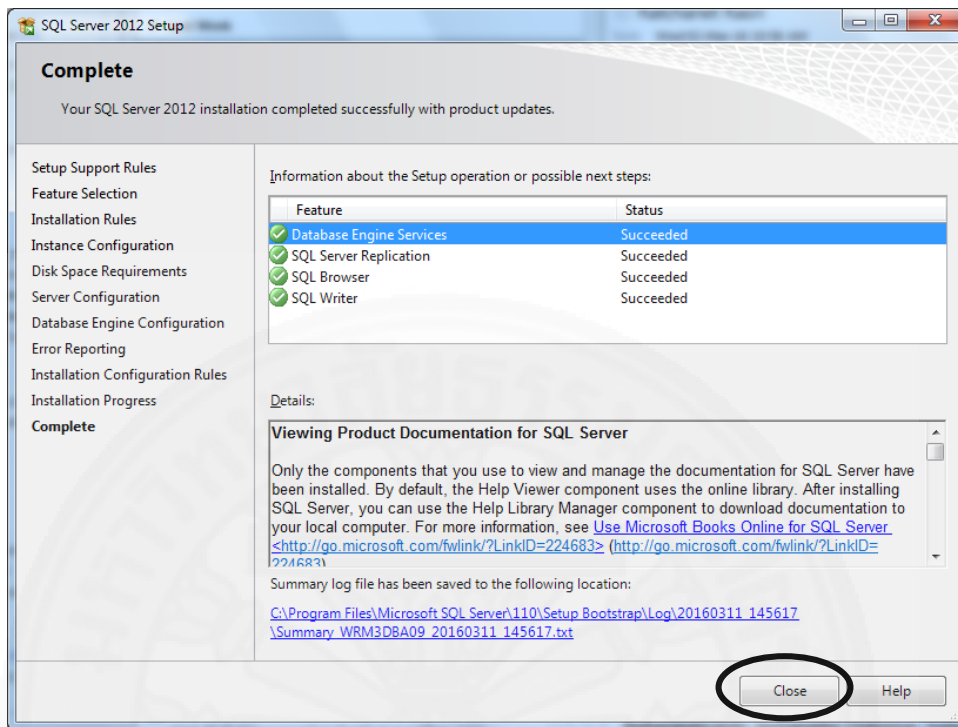 SQL Server 2012 Setup
Complete
Your SQL Server 2012 installation completed successfully with product updates.
Setup Support Rules
Feature Selection
Installation Rules
Instance Configuration
Disk Space Requirements
Server Configuration
Database Engine Configuration
Error Reporting
Installation Configuration Rules
Installation Progress
Complete
Information about the Setup operation or possible next steps:
Feature Status
Database Engine Services Succeeded
SQL Server Replication Succeeded
SQL Browser Succeeded
SQL Writer Succeeded
Details:
Viewing Product Documentation for SQL Server
Only the components that you use to view and manage the documentation for SQL Server have
been installed. By default, the Help Viewer component uses the online library. After installing
SQL Server, you can use the Help Library Manager component to download documentation to
your local computer. For more information, see Use Microsoft Books Online for SQL Server
<http://go.microsoft.com/fwlink/?LinkID=224683> (http://go.microsoft.com/fwlink/?LinkID=
224683)
Summary log file has been saved to the following location:
C:\Program Files\Microsoft SQL Server\110\Setup Bootstrap\Log\20160311_145617
\Summary_WRM3DBA09_20160311_145617.txt
Close Help